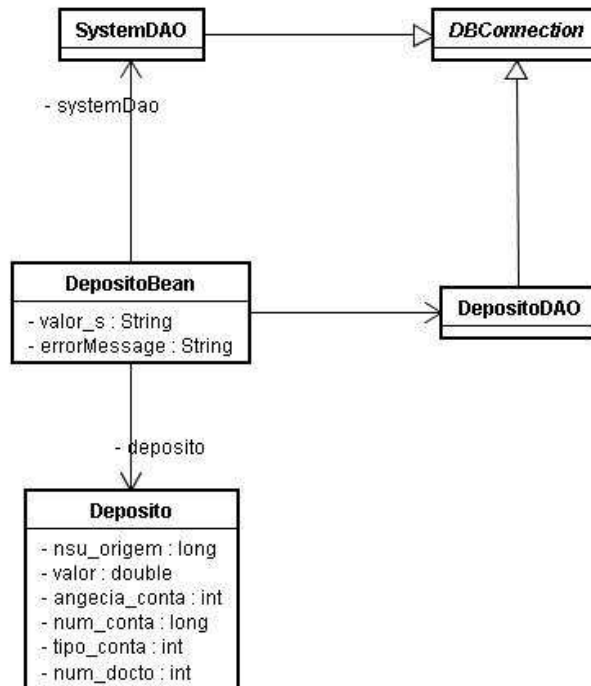 SystemDAO
DBConnection
- systemDao
DepositoBean
- valor_s : String
- errorMessage : String
DepositoDAO
- deposito
Deposito
- nsu_origem : long
- valor : double
- angecia_conta : int
- num_conta : long
- tipo_conta : int
- num_docto : int